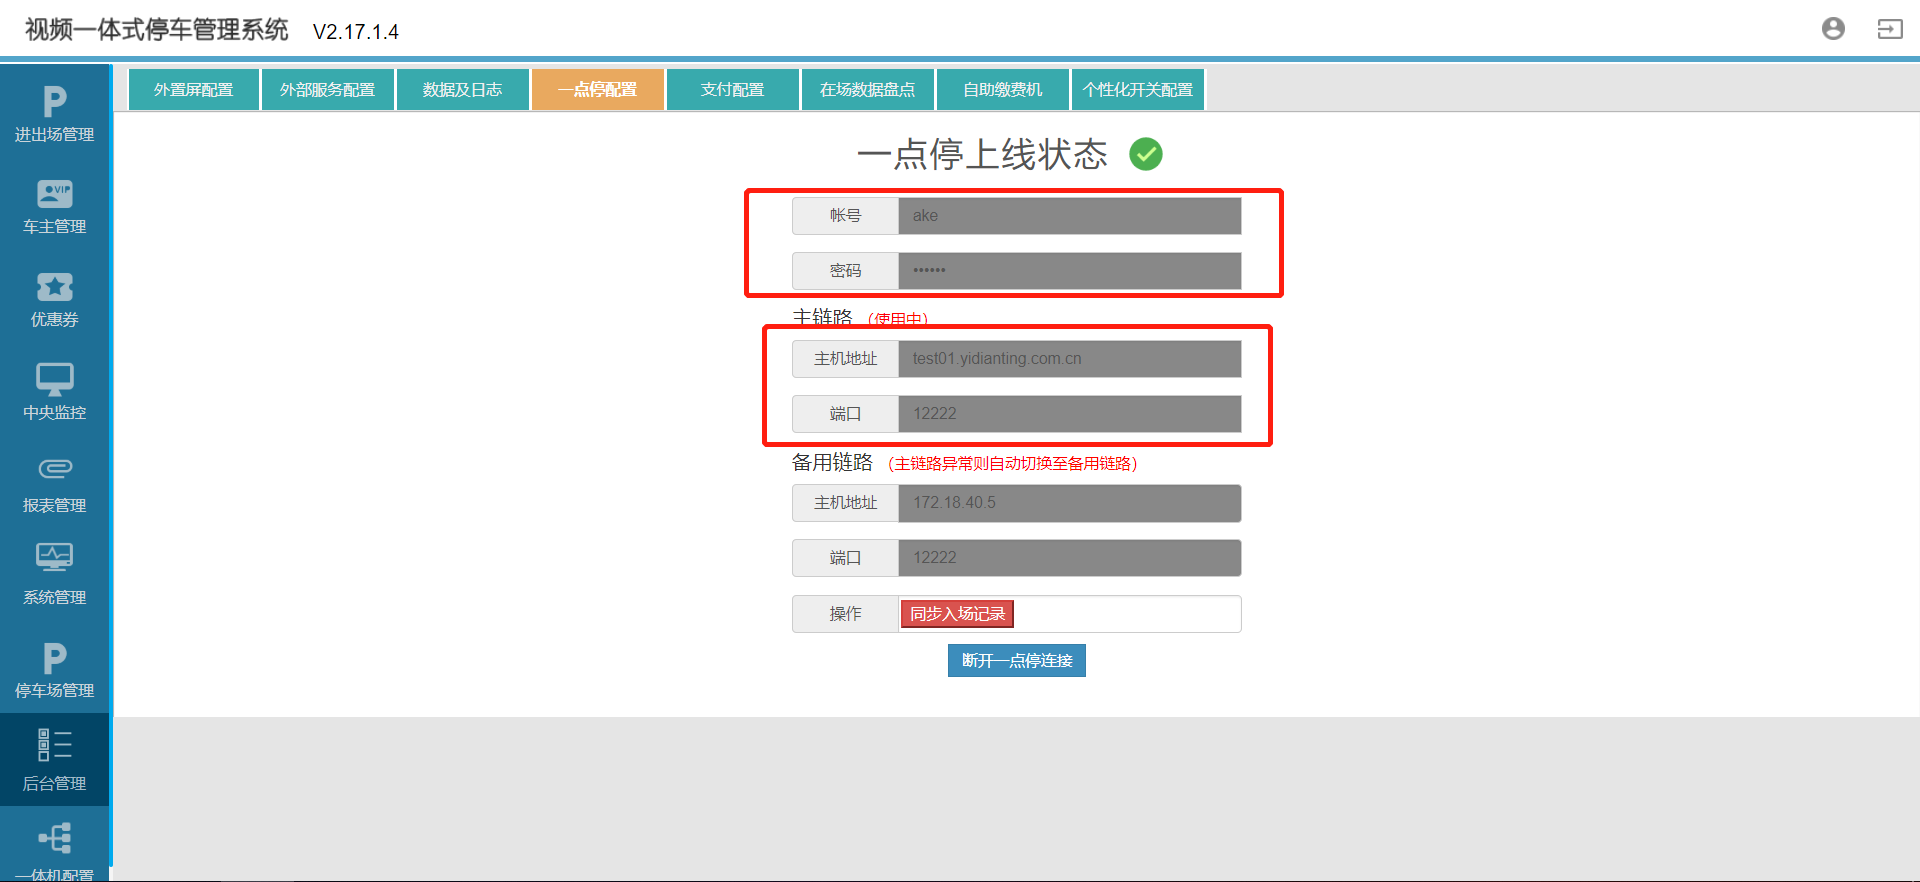 视频一体式停车管理系统 V2.17.1.4
外置屏配置 外部服务配置 数据及日志 一点停配置 支付配置 在场数据盘点 自助缴费机 个性化开关配置
进出场管理
VIP
车主管理
优惠券
中央监控
报表管理
系统管理
停车场管理
后台管理
一体机配置
一点停上线状态
帐号 ake
密码 ••••••
主链路 (使用中)
主机地址 test01.yidianting.com.cn
端口 12222
备用链路 (主链路异常则自动切换至备用链路)
主机地址 172.18.40.5
端口 12222
操作 同步入场记录
断开一点停连接